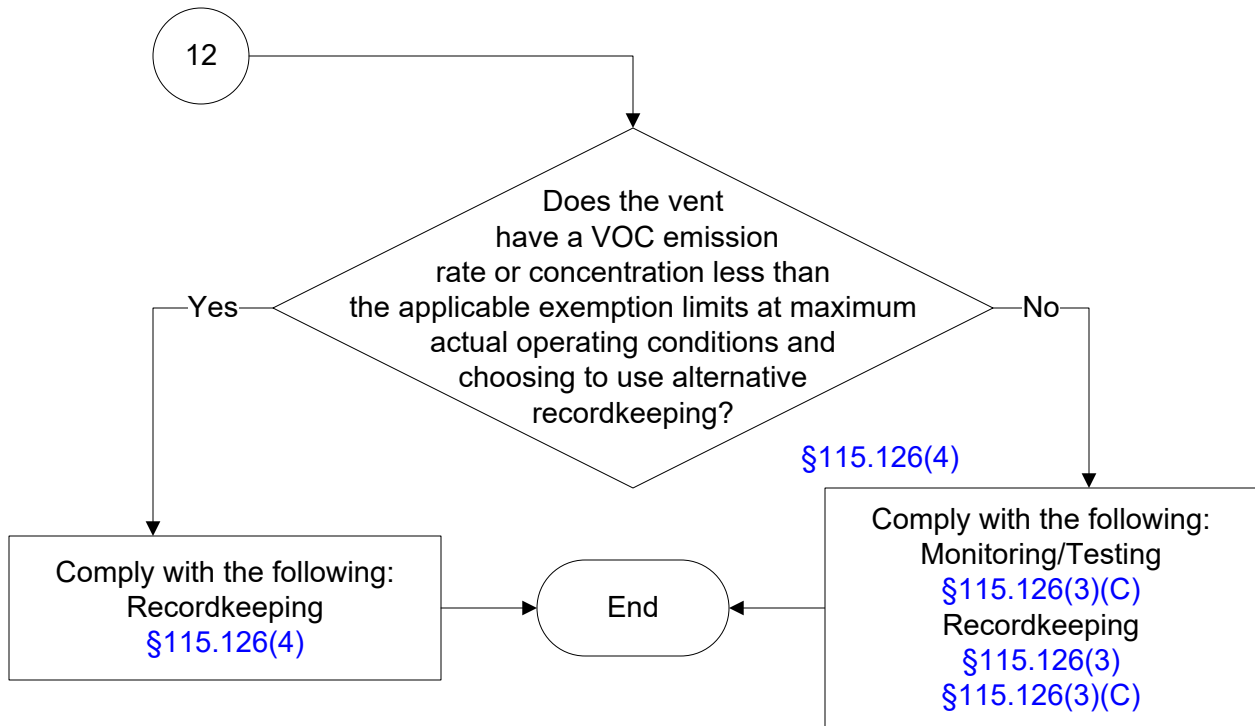 12
Does the vent
have a VOC emission
rate or concentration less than
the applicable exemption limits at maximum
actual operating conditions and
choosing to use alternative
recordkeeping?
Yes
No
§115.126(4)
Comply with the following:
Recordkeeping
§115.126(4)
End
Comply with the following:
Monitoring/Testing
§115.126(3)(C)
Recordkeeping
§115.126(3)
§115.126(3)(C)